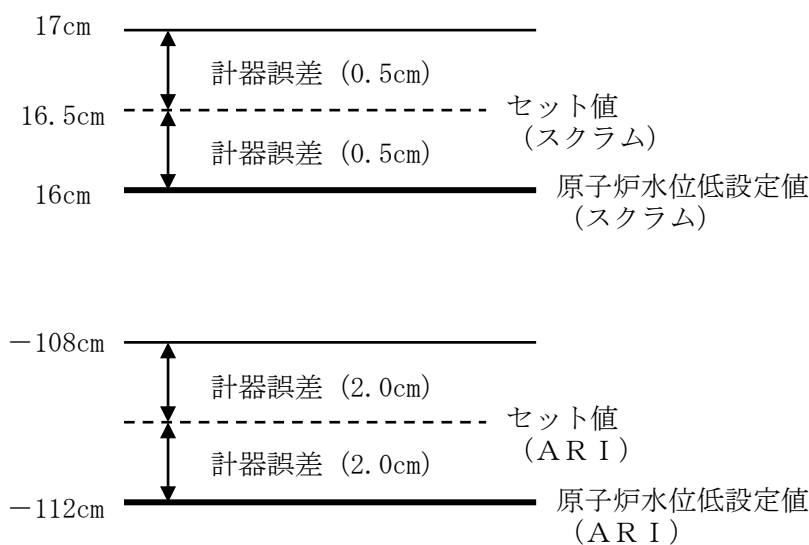 17cm
計器誤差 (0.5cm)
16.5cm
セット値
(スクラム)
計器誤差 (0.5cm)
16cm
原子炉水位低設定値
(スクラム)
－108cm
計器誤差 (2.0cm)
セット値
(ＡＲＩ)
計器誤差 (2.0cm)
－112cm
原子炉水位低設定値
(ＡＲＩ)